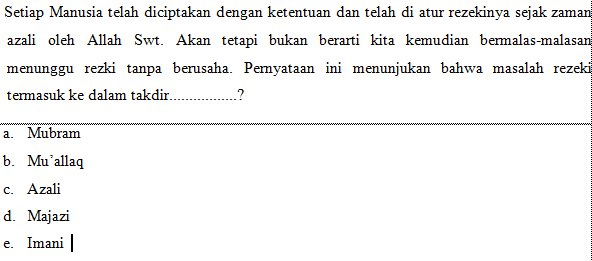 Setiap Manusia telah diciptakan dengan ketentuan dan telah di atur rezekinya sejak zaman
azali oleh Allah Swt. Akan tetapi bukan berarti kita kemudian bermalas-malasan
menunggu rezki tanpa berusaha. Pernyataan ini menunjukan bahwa masalah rezeki
termasuk ke dalam takdir.................?
a. Mubram
b. Mu’allaq
c. Azali
d. Majazi
e. Imani